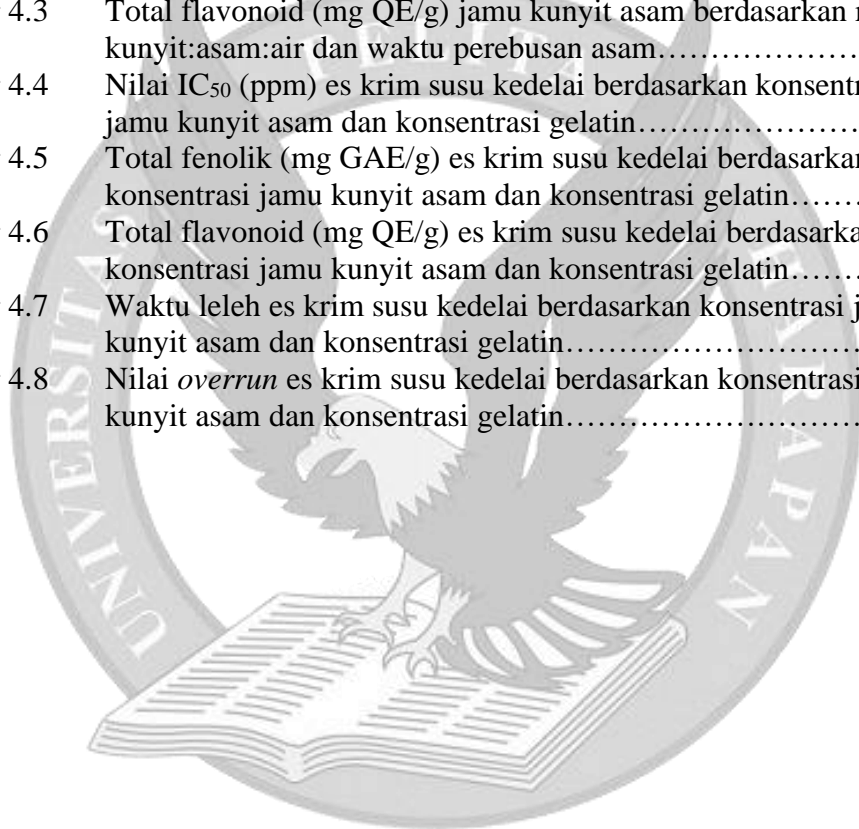 4.3 Total flavonoid (mg QE/g) jamu kunyit asam berdasarkan
kunyit:asam:air dan waktu perebusan asam…………………
4.4 Nilai IC50 (ppm) es krim susu kedelai berdasarkan
jamu kunyit asam dan konsentrasi gelatin…………………
4.5 Total fenolik (mg GAE/g) es krim susu kedelai
konsentrasi jamu kunyit asam dan konsentrasi gelatin……
4.6 Total flavonoid (mg QE/g) es krim susu kedelai
konsentrasi jamu kunyit asam dan konsentrasi gelatin……
4.7 Waktu leleh es krim susu kedelai berdasarkan konsentrasi
kunyit asam dan konsentrasi gelatin…………………………
4.8 Nilai overrun es krim susu kedelai berdasarkan konsentrasi
kunyit asam dan konsentrasi gelatin…………………………
UNIVERSITAS
PELITA
HARAPAN